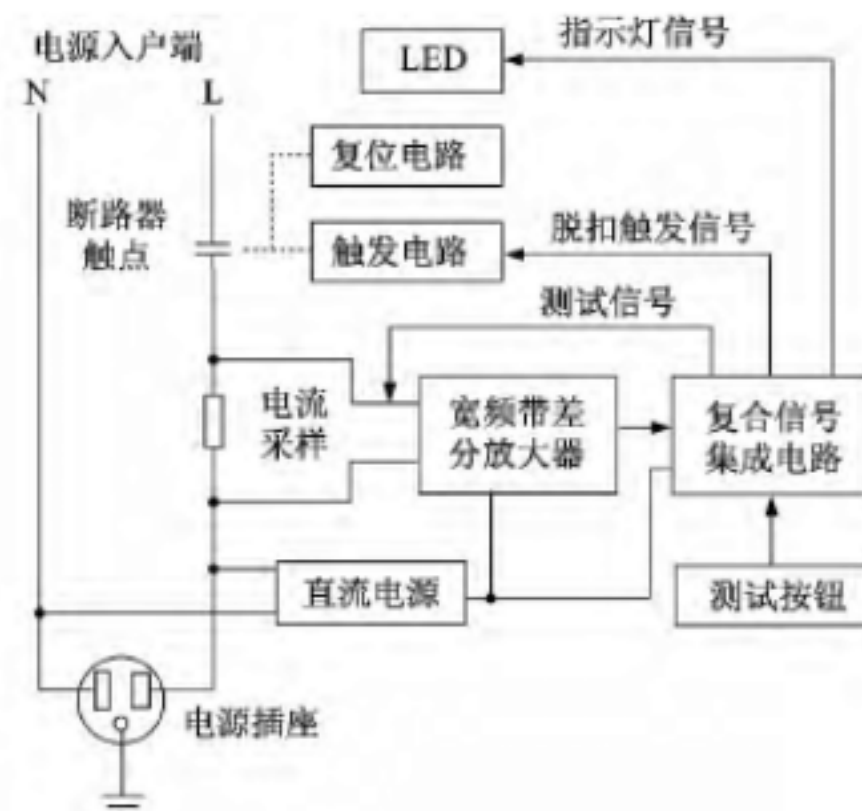 电源入户端
N
L
LED
指示灯信号
复位电路
断路器
触点
触发电路
脱扣触发信号
测试信号
电流
采样
宽频带差
分放大器
复合信号
集成电路
直流电源
测试按钮
电源插座